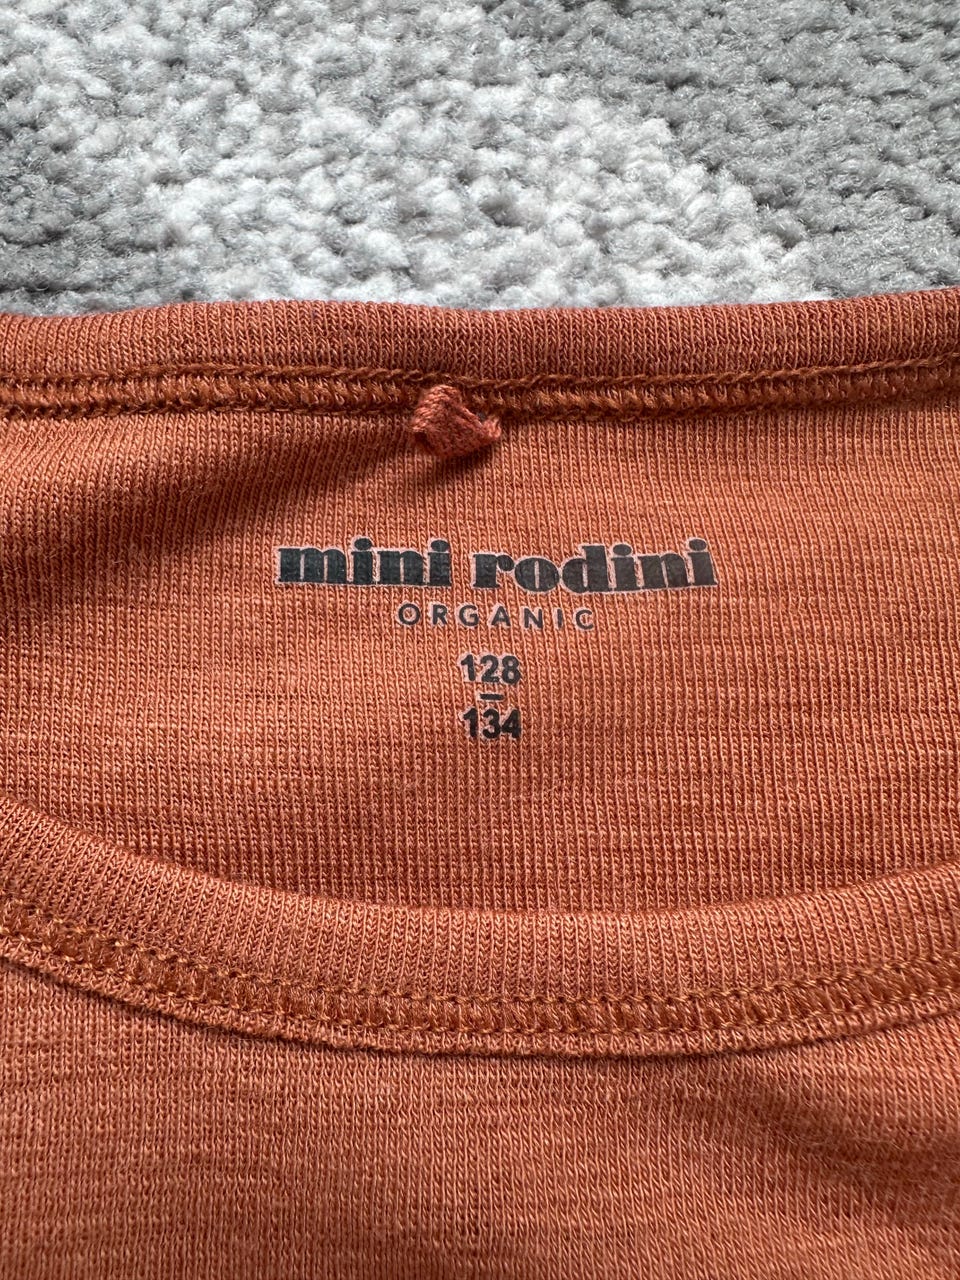 mini rodini
ORGANIC
128
–
134